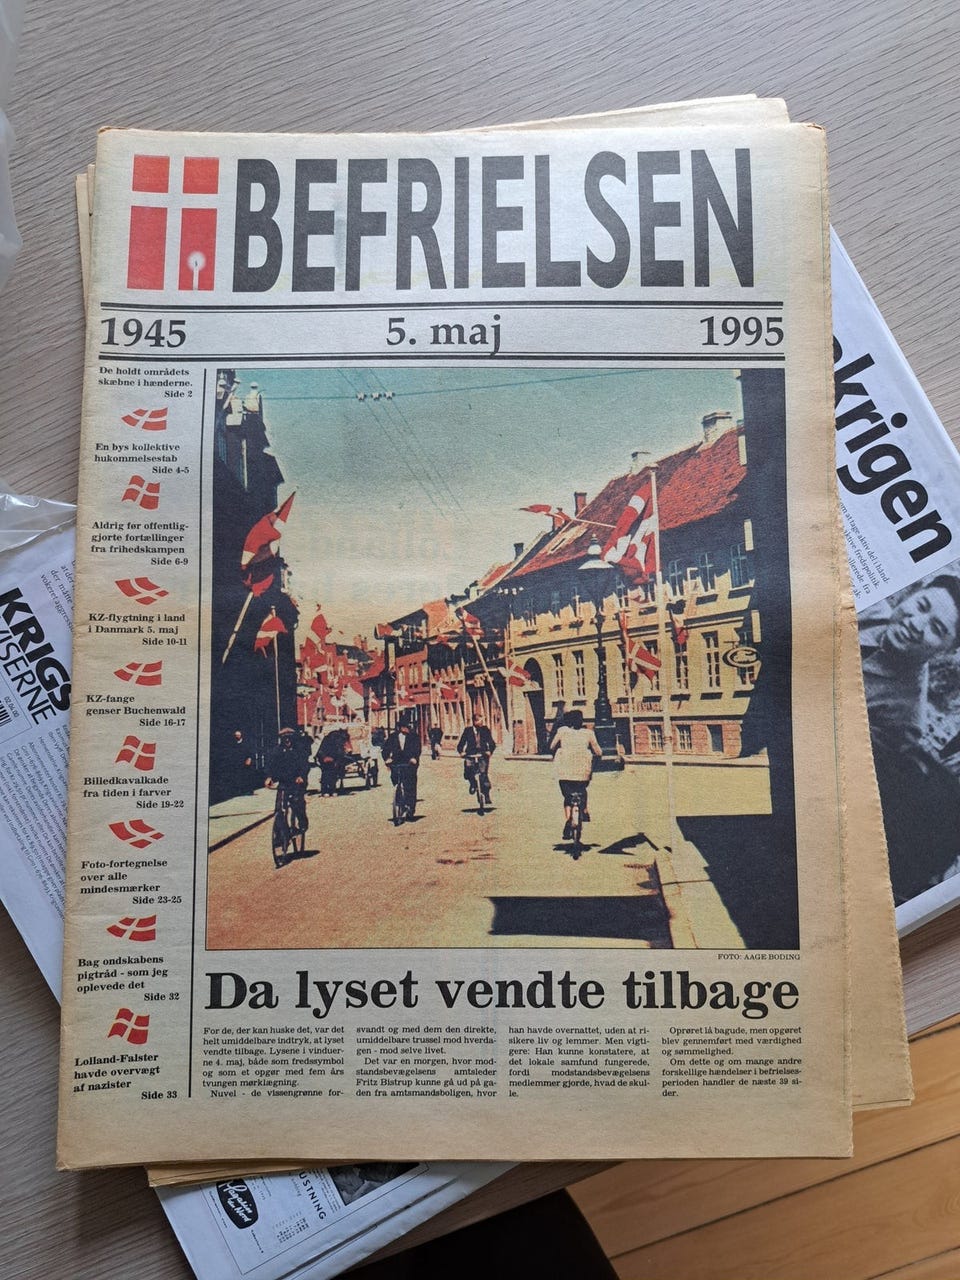 BEFRIELSEN
1945 5. maj 1995
De holdt områdets
skæbne i hænderne.
Side 2
En bys kollektive
hukommelsestab
Side 4-5
Aldrig før offentlig-
gjorte fortællinger
fra frihedskampen
Side 6-9
KZ-flygtning i land
i Danmark 5. maj
Side 10-11
KZ-fange
genser Buchenwald
Side 16-17
Billedkavalkade
fra tiden i farver
Side 19-22
Foto-fortegnelse
over alle
mindesmærker
Side 23-25
Bag ondskabens
pigtråd - som jeg
oplevede det
Side 32
Lolland-Falster
havde overvægt
af nazister
Side 33
FOTO: AAGE BODING
Da lyset vendte tilbage
For de, der kan huske det, var det
helt umiddelbare indtryk, at lyset
vendte tilbage. Lysene i vinduer-
ne 4. maj, både som fredssymbol
og som et opgør med fem års
tvungen mørklægning.
Nuvel - de vissengrønne for-
svandt og med dem den direkte,
umiddelbare trussel mod hverda-
gen - mod selve livet.
Det var en morgen, hvor mod-
standsbevægelsens amtsleder
Fritz Bistrup kunne gå ud på ga-
den fra amtsmandsboligen, hvor
han havde overnattet, uden at ri-
sikere liv og lemmer. Men vigti-
gere: Han kunne konstatere, at
det lokale samfund fungerede,
fordi modstandsbevægelsens
medlemmer gjorde, hvad de skul-
le.
Oprøret lå bagude, men opgøret
blev gennemført med værdighed
og sømmelighed.
Om dette og om mange andre
forskellige hændelser i befrielses-
perioden handler de næste 39 si-
der.
krigen
KRIGS
AVISERNE
Magasin
du Nord